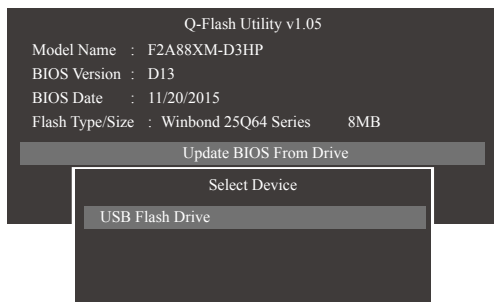 Q-Flash Utility v1.05
Model Name : F2A88XM-D3HP
BIOS Version : D13
BIOS Date : 11/20/2015
Flash Type/Size : Winbond 25Q64 Series 8MB
Update BIOS From Drive
Select Device
USB Flash Drive